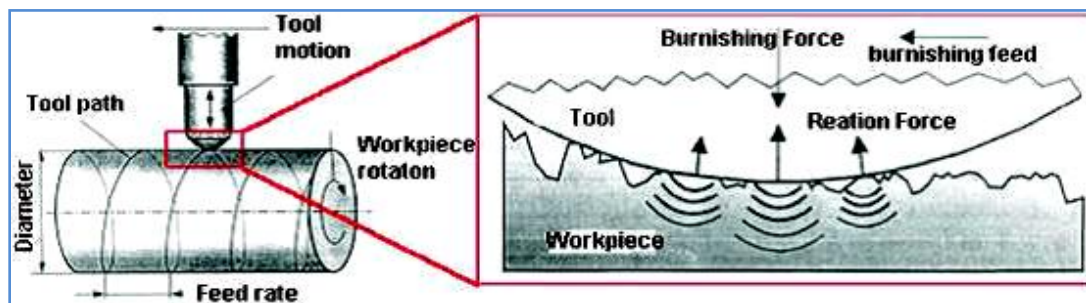 Tool
motion
Tool path
Workpiece
rotaton
Diameter
Feed rate
Burnishing Force
burnishing feed
Tool
Reation Force
Workpiece